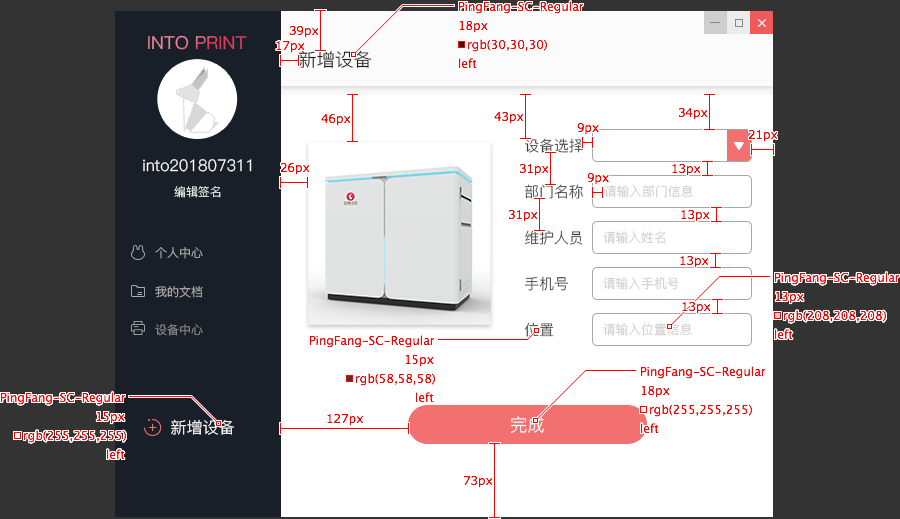 PingFang-SC-Regular
18px
rgb(30,30,30)
left
39px
17px
新增设备
INTO PRINT
into201807311
编辑签名
个人中心
我的文档
设备中心
新增设备
PingFang-SC-Regular
15px
rgb(255,255,255)
left
46px
43px
34px
26px
9px
21px
设备选择
31px
13px
9px
部门名称
请输入部门信息
31px
13px
维护人员
请输入姓名
13px
手机号
请输入手机号
13px
位置
请输入位置信息
PingFang-SC-Regular
13px
rgb(208,208,208)
left
PingFang-SC-Regular
15px
rgb(58,58,58)
left
PingFang-SC-Regular
18px
rgb(255,255,255)
left
127px
完成
73px